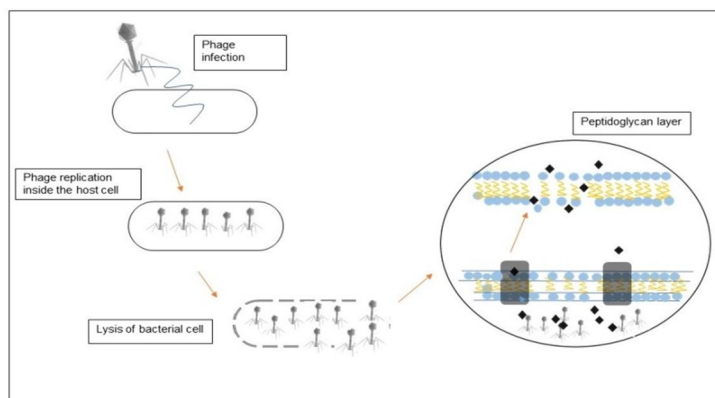 Phage
infection
Peptidoglycan layer
Phage replication
inside the host cell
Lysis of bacterial cell